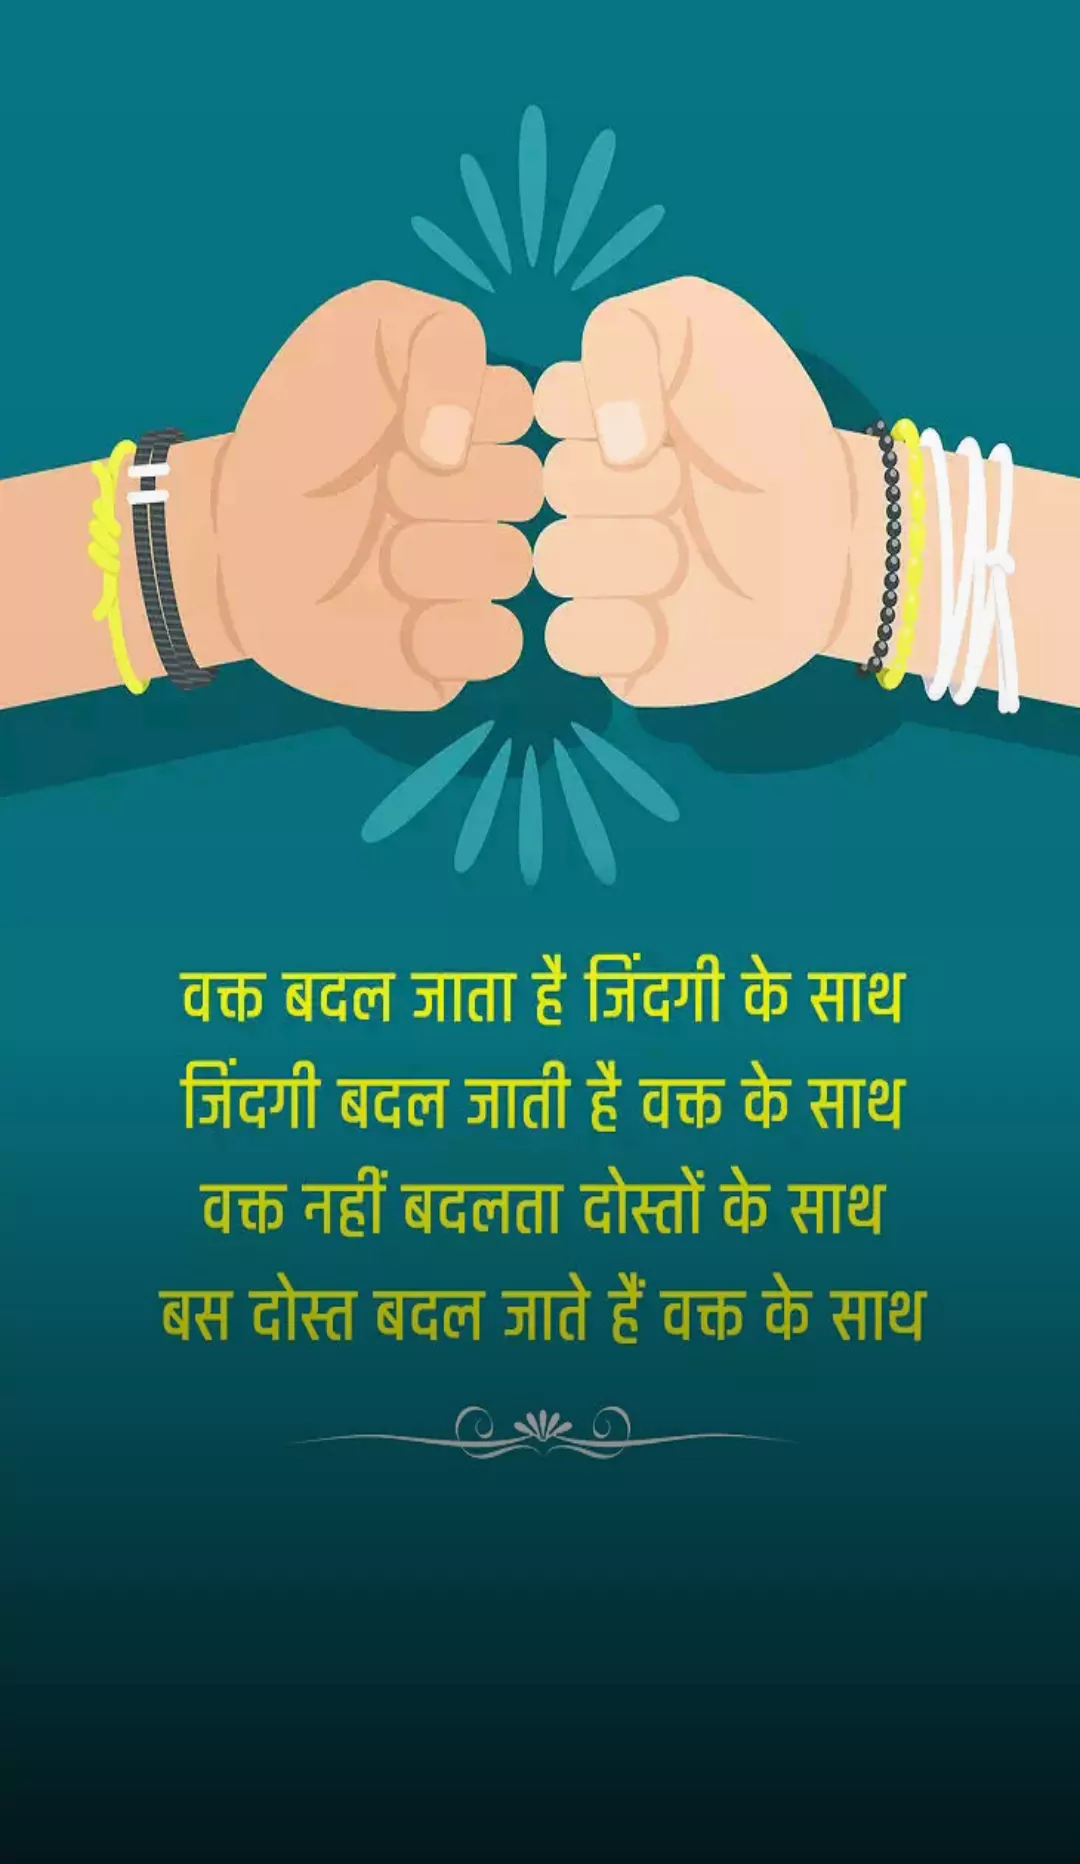 वक्त बदल जाता है जिंदगी के साथ
जिंदगी बदल जाती है वक्त के साथ
वक्त नहीं बदलता दोस्तों के साथ
बस दोस्त बदल जाते हैं वक्त के साथ